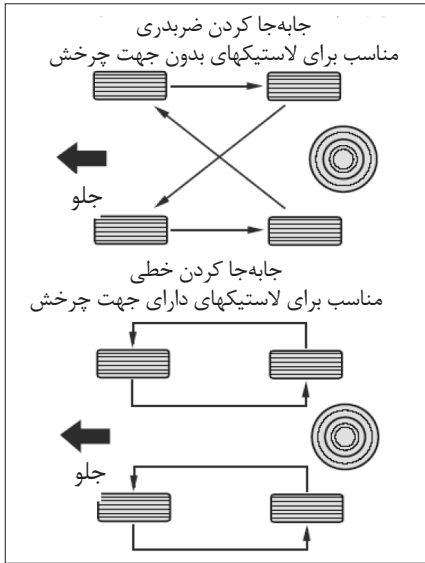 جابه‌جا کردن ضربدری
مناسب برای لاستیکهای بدون جهت چرخش
جلو
جابه‌جا کردن خطی
مناسب برای لاستیکهای دارای جهت چرخش
جلو